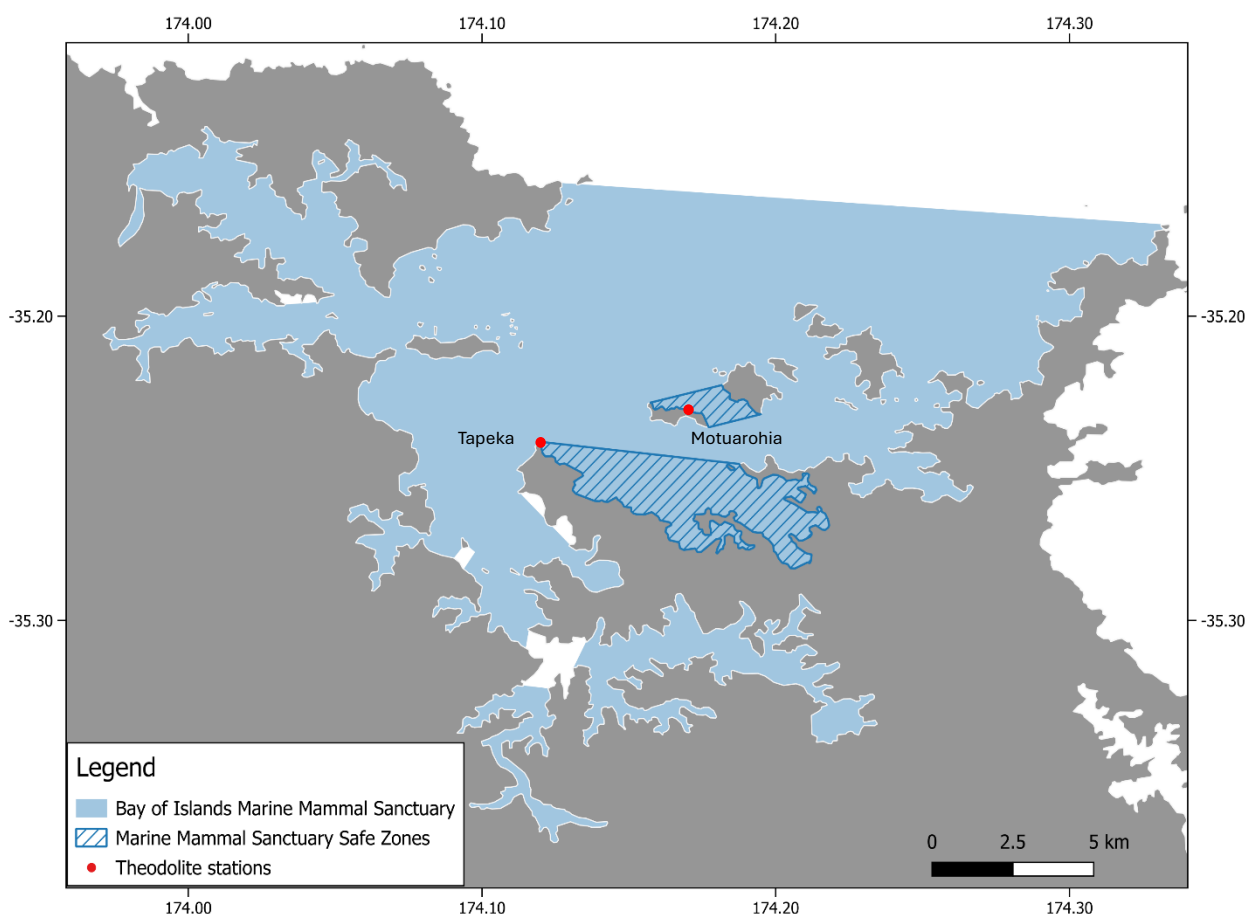 174.00 174.10 174.20 174.30
-35.20 -35.20
Tapeka Motuarohia
-35.30 -35.30
Legend
Bay of Islands Marine Mammal Sanctuary
Marine Mammal Sanctuary Safe Zones
Theodolite stations
0 2.5 5 km
174.00 174.10 174.20 174.30